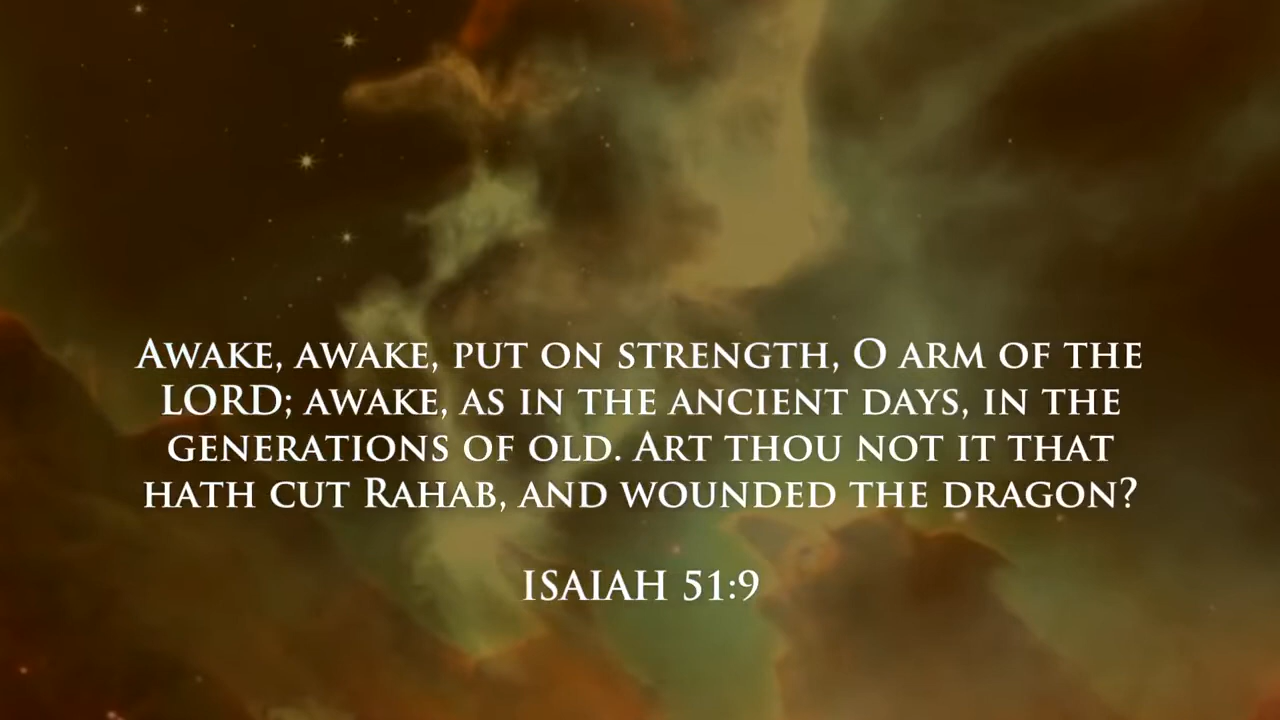 Awake, awake, put on strength, O arm of the
LORD; awake, as in the ancient days, in the
generations of old. Art thou not it that
hath cut Rahab, and wounded the dragon?
ISAIAH 51:9